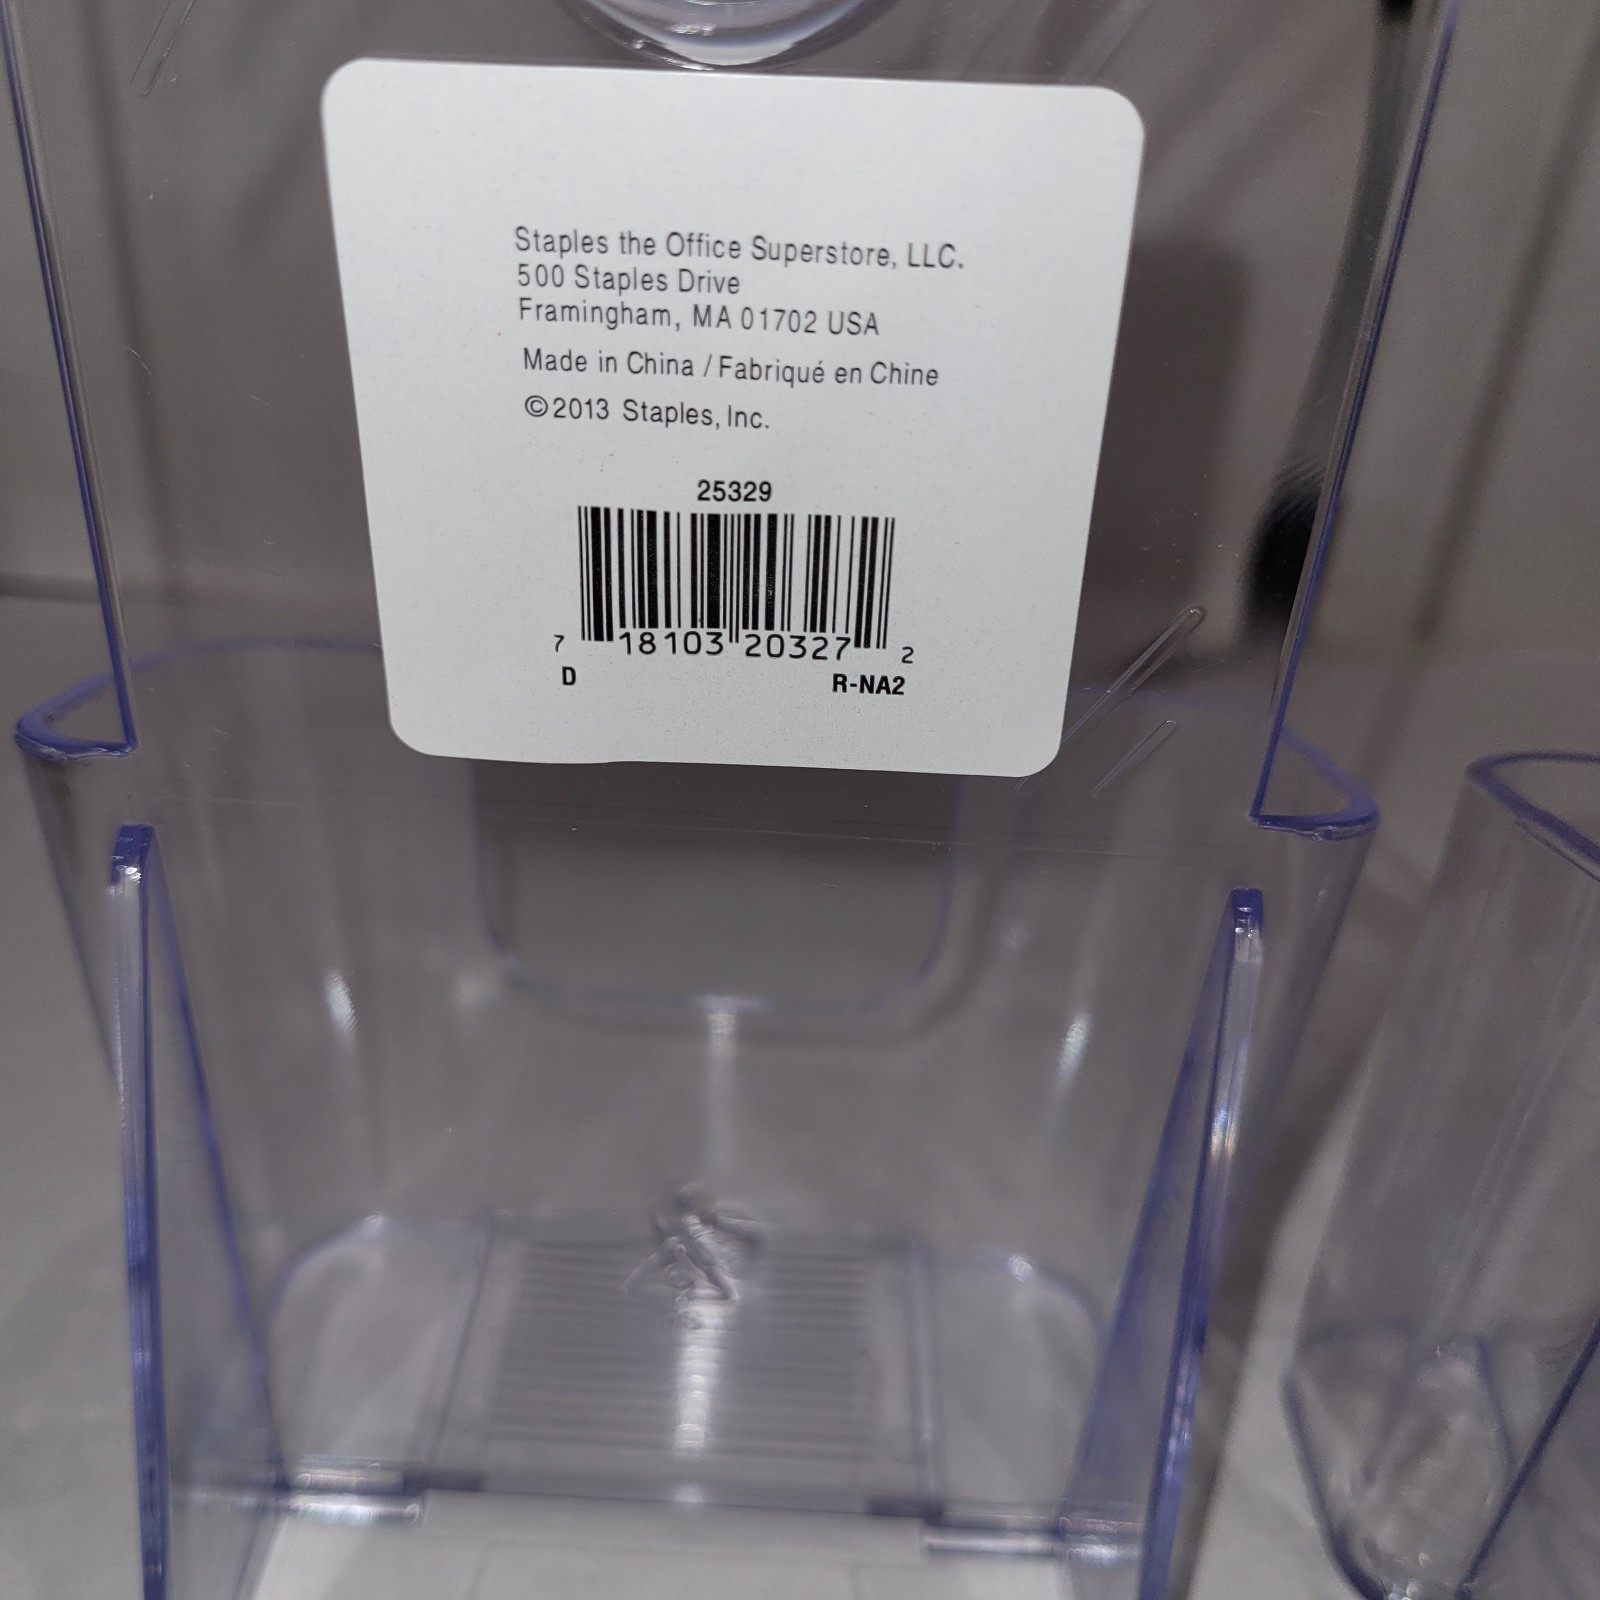 Staples the Office Superstore, LLC.
500 Staples Drive
Framingham, MA 01702 USA
Made in China / Fabriqué en Chine
©2013 Staples, Inc.
25329
7 18103 20327 2
D R-NA2